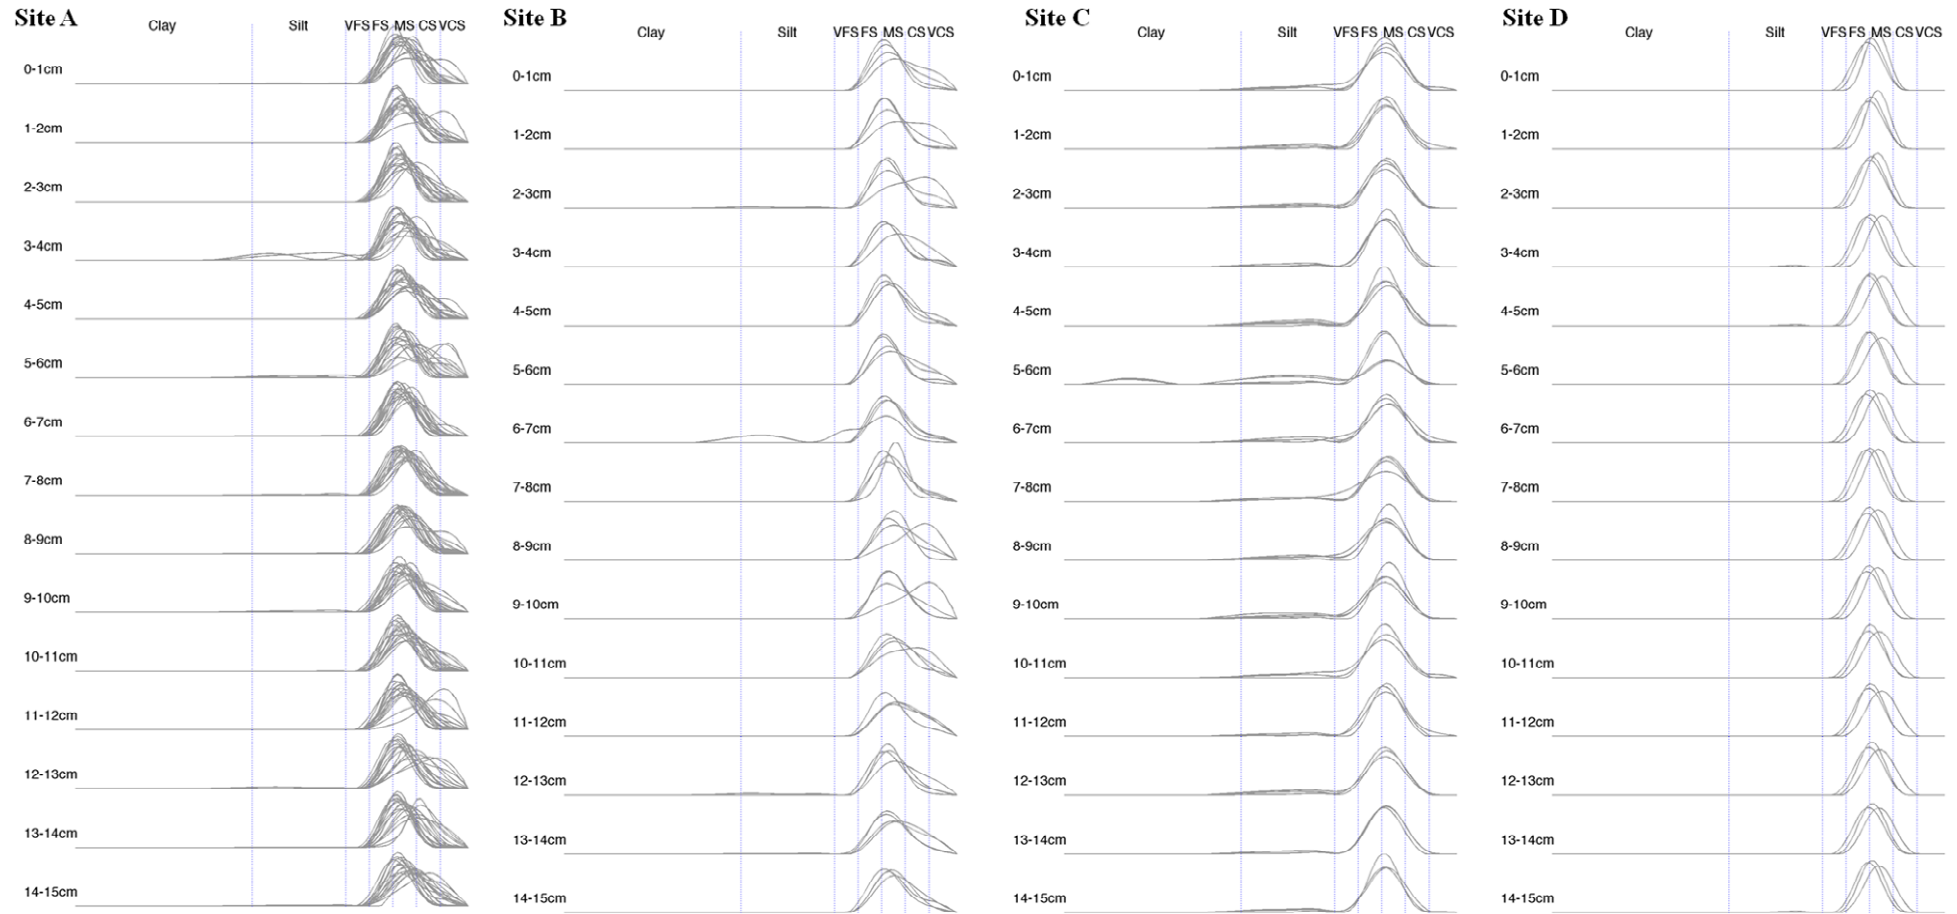 Site A
Clay Silt VFS FS MS CS VCS
0-1cm
1-2cm
2-3cm
3-4cm
4-5cm
5-6cm
6-7cm
7-8cm
8-9cm
9-10cm
10-11cm
11-12cm
12-13cm
13-14cm
14-15cm
Site B
Clay Silt VFS FS MS CS VCS
0-1cm
1-2cm
2-3cm
3-4cm
4-5cm
5-6cm
6-7cm
7-8cm
8-9cm
9-10cm
10-11cm
11-12cm
12-13cm
13-14cm
14-15cm
Site C
Clay Silt VFS FS MS CS VCS
0-1cm
1-2cm
2-3cm
3-4cm
4-5cm
5-6cm
6-7cm
7-8cm
8-9cm
9-10cm
10-11cm
11-12cm
12-13cm
13-14cm
14-15cm
Site D
Clay Silt VFS FS MS CS VCS
0-1cm
1-2cm
2-3cm
3-4cm
4-5cm
5-6cm
6-7cm
7-8cm
8-9cm
9-10cm
10-11cm
11-12cm
12-13cm
13-14cm
14-15cm